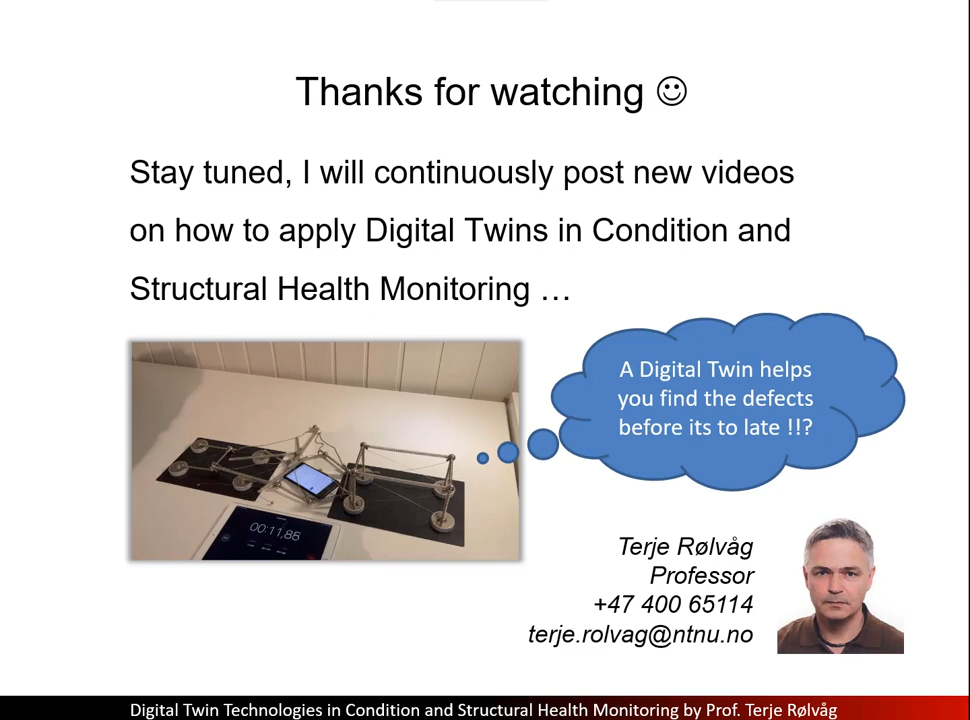 Thanks for watching ☺
Stay tuned, I will continuously post new videos
on how to apply Digital Twins in Condition and
Structural Health Monitoring …
A Digital Twin helps
you find the defects
before its to late !!?
00:11,85
Terje Rølvåg
Professor
+47 400 65114
terje.rolvag@ntnu.no
Digital Twin Technologies in Condition and Structural Health Monitoring by Prof. Terje Rølvåg